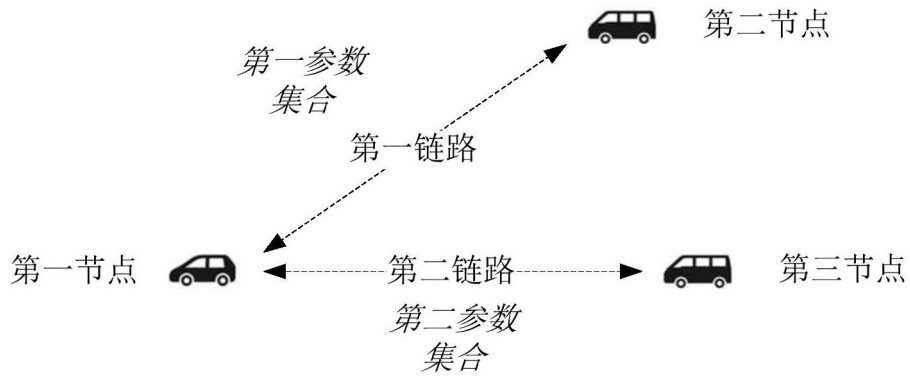 第二节点
第一参数
集合
第一链路
第一节点
第二链路
第三节点
第二参数
集合